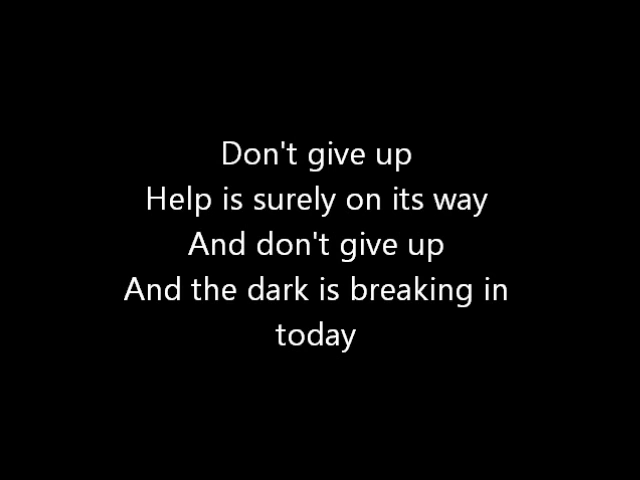 Don't give up
Help is surely on its way
And don't give up
And the dark is breaking in
today